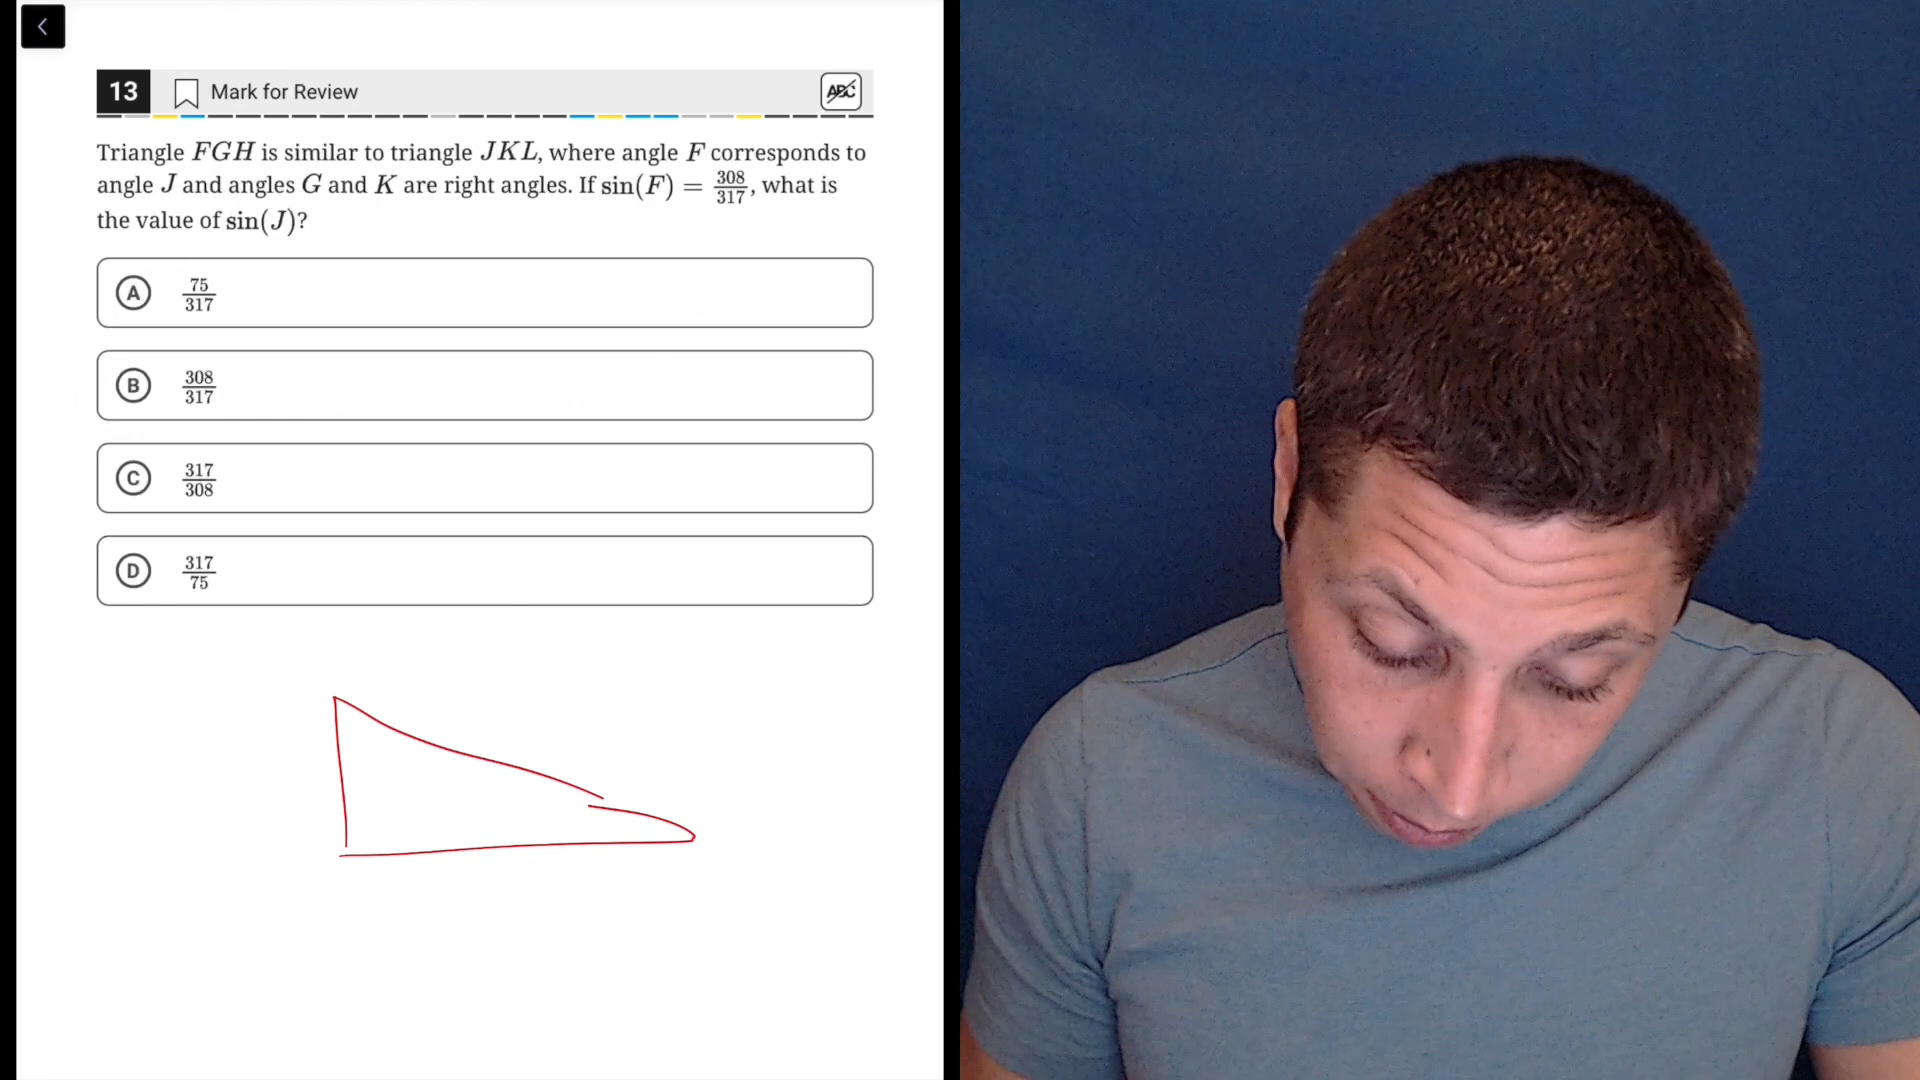 13 Mark for Review ABC
Triangle FGH is similar to triangle JKL, where angle F corresponds to
angle J and angles G and K are right angles. If sin(F) = 308/317, what is
the value of sin(J)?
A 75/317
B 308/317
C 317/308
D 317/75